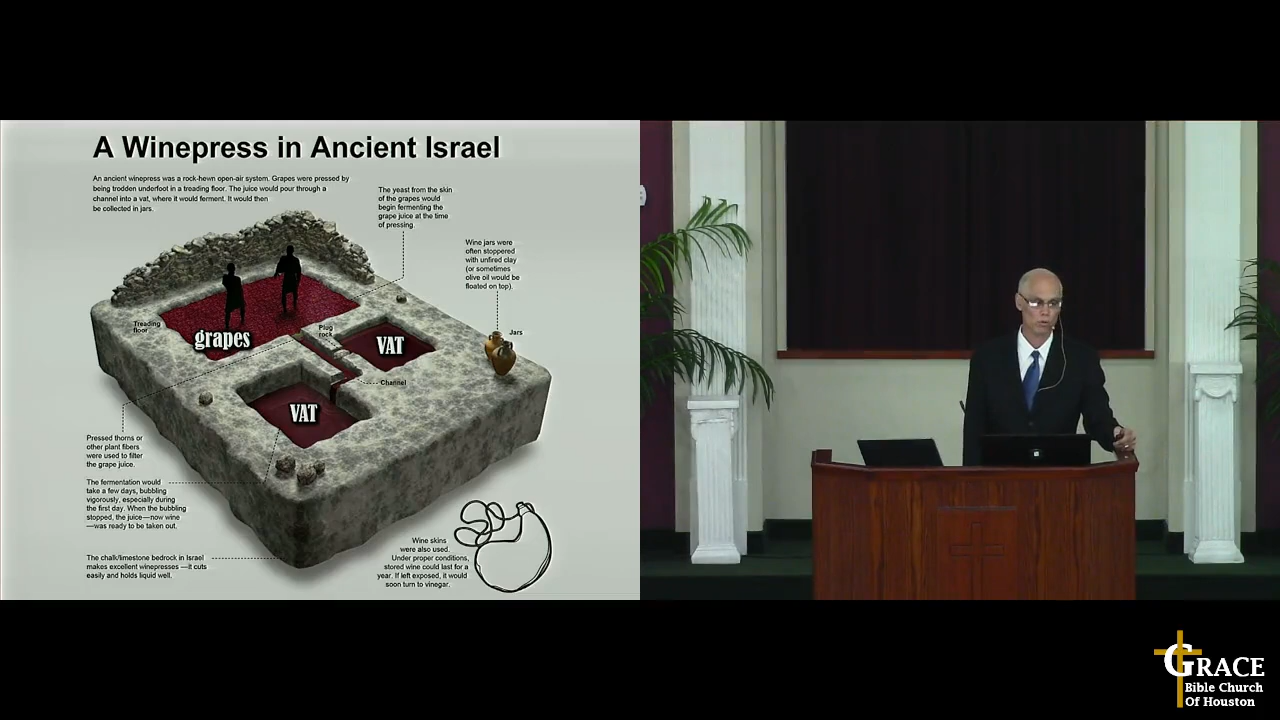 A Winepress in Ancient Israel
An ancient winepress was a rock-hewn open-air system. Grapes were pressed by
being trodden underfoot in a treading floor. The juice would pour through a
channel into a vat, where it would ferment. It would then
be collected in jars.
The yeast from the skin
of the grapes would
begin fermenting the
grape juice at the time
of pressing.
Wine jars were
often stoppered
with unfired clay
(or sometimes
olive oil would be
floated on top).
Treading
floor
grapes
Plug
rock
VAT
Jars
Channel
VAT
Pressed thorns or
other plant fibers
were used to filter
the grape juice.
The fermentation would
take a few days, bubbling
vigorously, especially during
the first day. When the bubbling
stopped, the juice—now wine
—was ready to be taken out.
The chalk/limestone bedrock in Israel
makes excellent winepresses —it cuts
easily and holds liquid well.
Wine skins
were also used.
Under proper conditions,
stored wine could last for a
year. If left exposed, it would
soon turn to vinegar.
GRACE
Bible Church
Of Houston